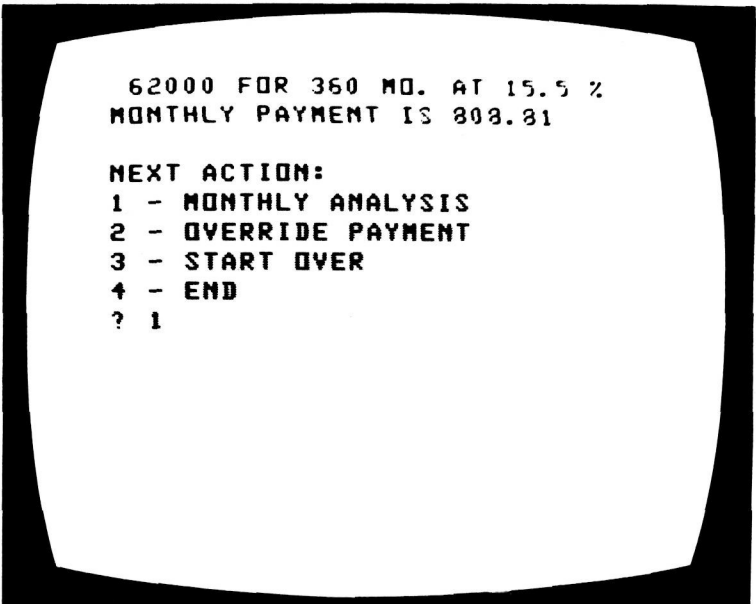 62000 FOR 360 MO. AT 15.5 %
MONTHLY PAYMENT IS 808.81
NEXT ACTION:
1 - MONTHLY ANALYSIS
2 - OVERRIDE PAYMENT
3 - START OVER
4 - END
? 1